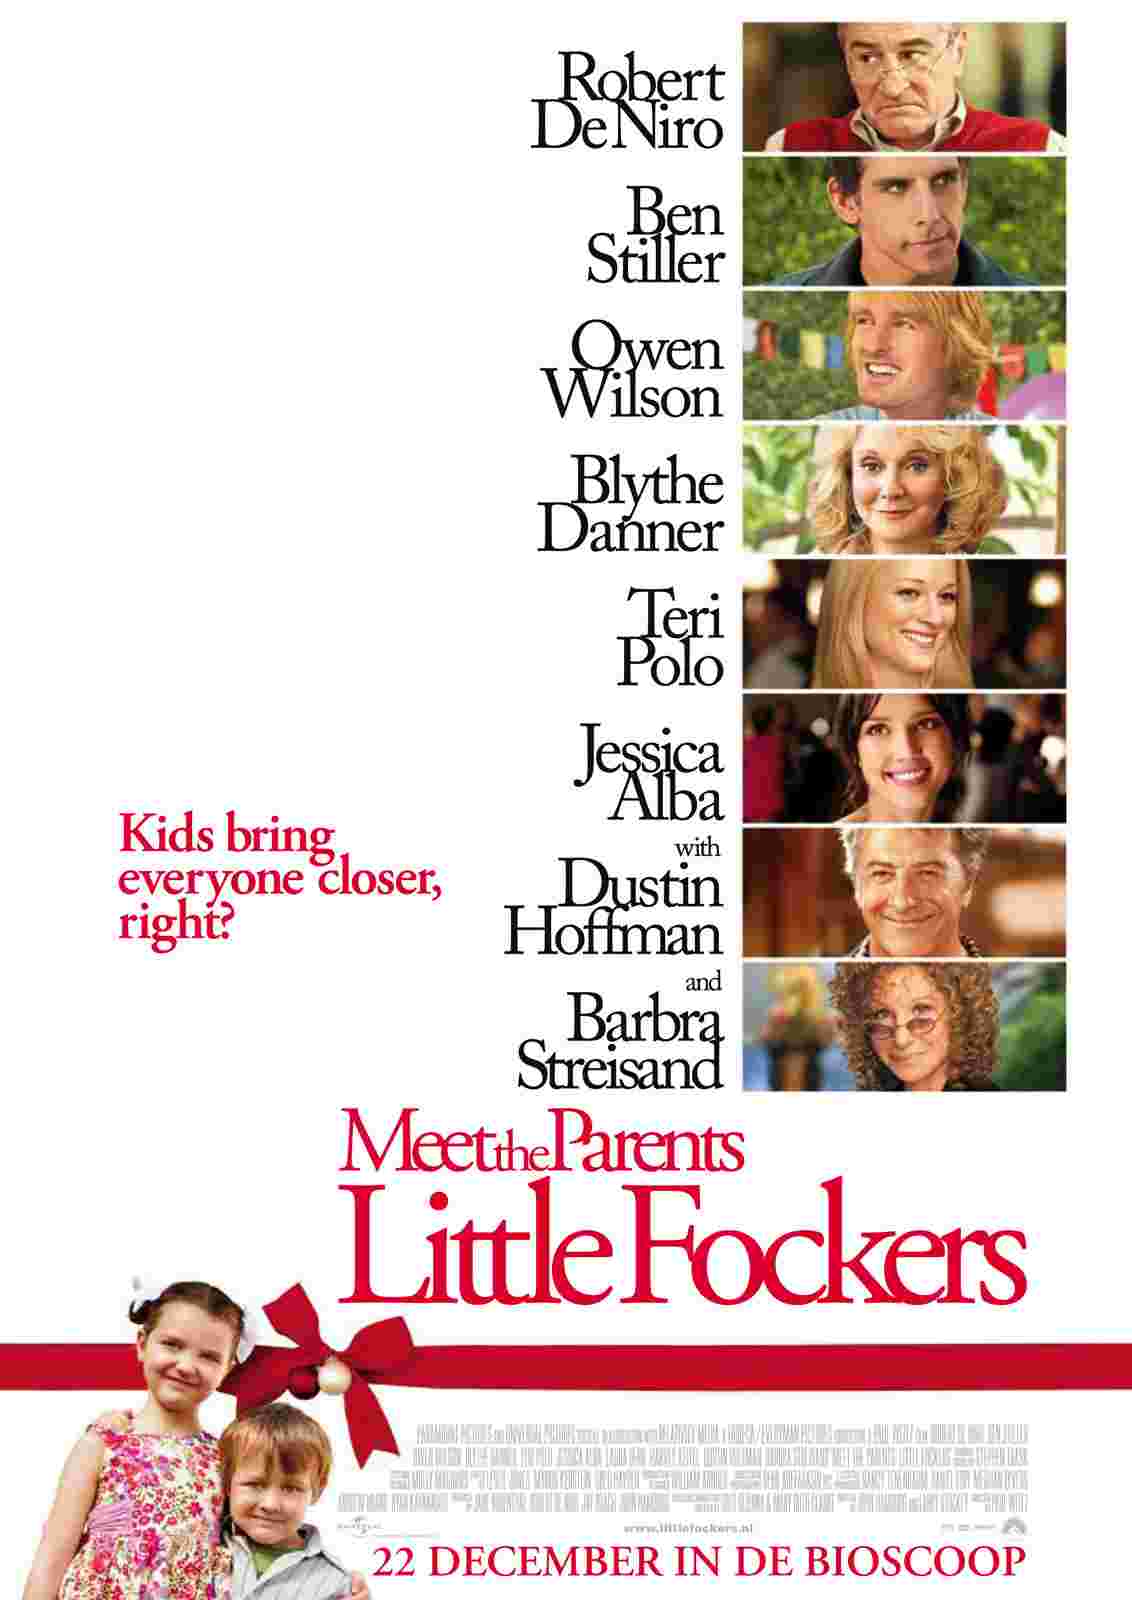 Robert
De Niro
Ben
Stiller
Owen
Wilson
Blythe
Danner
Teri
Polo
Jessica
Alba
with
Dustin
Hoffman
and
Barbra
Streisand
Kids bring
everyone closer,
right?
Meet the Parents
Little Fockers
www.littlefockers.nl
22 DECEMBER IN DE BIOSCOOP